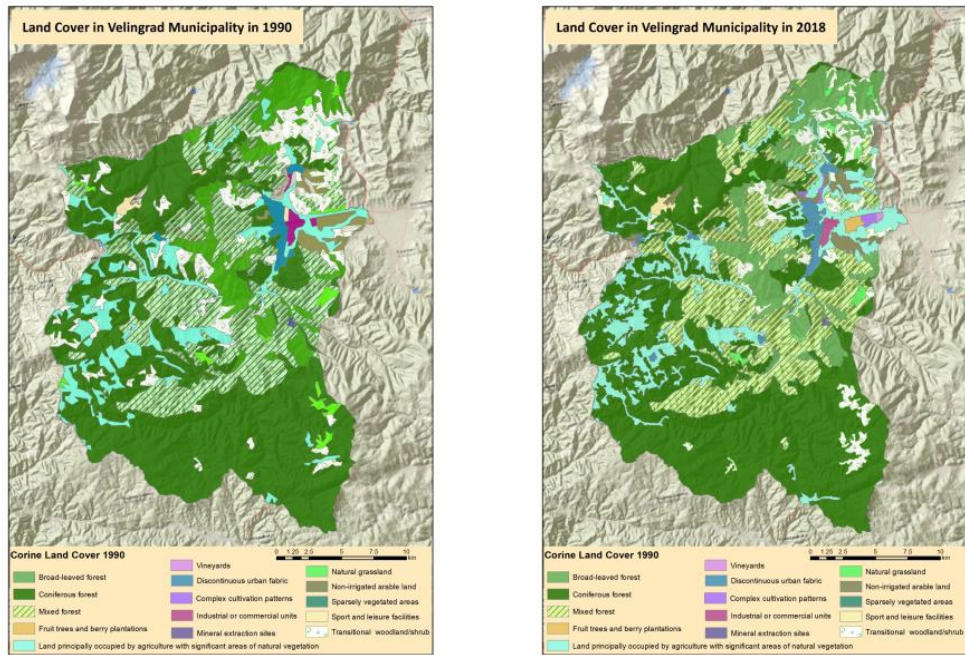 Land Cover in Velingrad Municipality in 1990
Corine Land Cover 1990
0 1.25 2.5 5 7.5 10
km
Broad-leaved forest
Coniferous forest
Mixed forest
Fruit trees and berry plantations
Land principally occupied by agriculture with significant areas of natural vegetation
Vineyards
Discontinuous urban fabric
Complex cultivation patterns
Industrial or commercial units
Mineral extraction sites
Natural grassland
Non-irrigated arable land
Sparsely vegetated areas
Sport and leisure facilities
Transitional woodland/shrub
Land Cover in Velingrad Municipality in 2018
Corine Land Cover 1990
0 1.25 2.5 5 7.5 10
km
Broad-leaved forest
Coniferous forest
Mixed forest
Fruit trees and berry plantations
Land principally occupied by agriculture with significant areas of natural vegetation
Vineyards
Discontinuous urban fabric
Complex cultivation patterns
Industrial or commercial units
Mineral extraction sites
Natural grassland
Non-irrigated arable land
Sparsely vegetated areas
Sport and leisure facilities
Transitional woodland/shrub